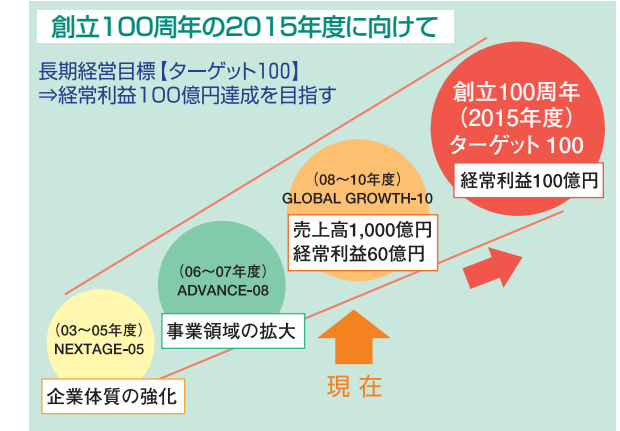 創立100周年の2015年度に向けて
長期経営目標【ターゲット100】
⇒経常利益100億円達成を目指す
創立100周年
（2015年度）
ターゲット 100
経常利益100億円
（08〜10年度）
GLOBAL GROWTH-10
売上高1,000億円
経常利益60億円
（06〜07年度）
ADVANCE-08
事業領域の拡大
（03〜05年度）
NEXTAGE-05
企業体質の強化
現 在